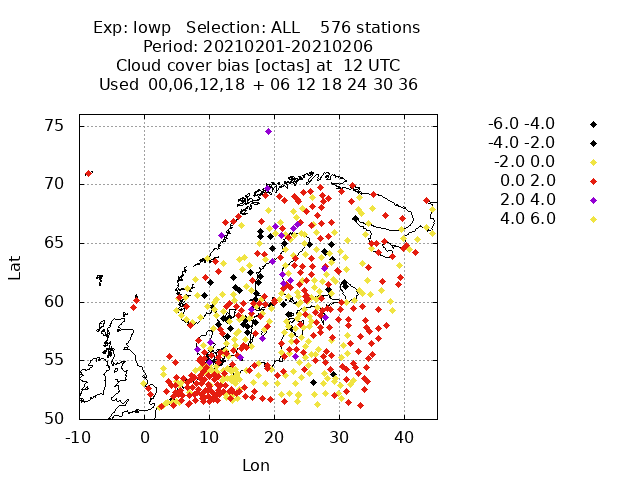 Exp: lowp Selection: ALL 576 stations
Period: 20210201-20210206
Cloud cover bias [octas] at 12 UTC
Used 00,06,12,18 + 06 12 18 24 30 36
-6.0 -4.0
-4.0 -2.0
-2.0 0.0
0.0 2.0
2.0 4.0
4.0 6.0
75
70
65
60
55
50
Lat
-10 0 10 20 30 40
Lon